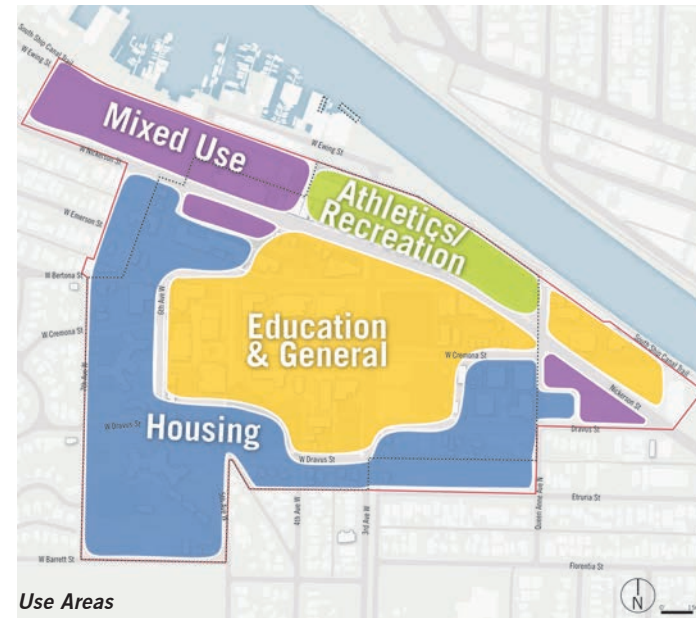 South Ship Canal Trail
W Ewing St
Mixed Use
W Nickerson St
W Ewing St
Athletics/
Recreation
W Emerson St
W Bertona St
6th Ave W
Education
& General
W Cremona St
7th Ave W
W Cremona St
South Ship Canal Trail
Nickerson St
W Dravus St
Housing
W Dravus St
Dravus St
4th Ave W
3rd Ave W
Queen Anne Ave N
Etruria St
W Barrett St
Florentia St
Use Areas
N